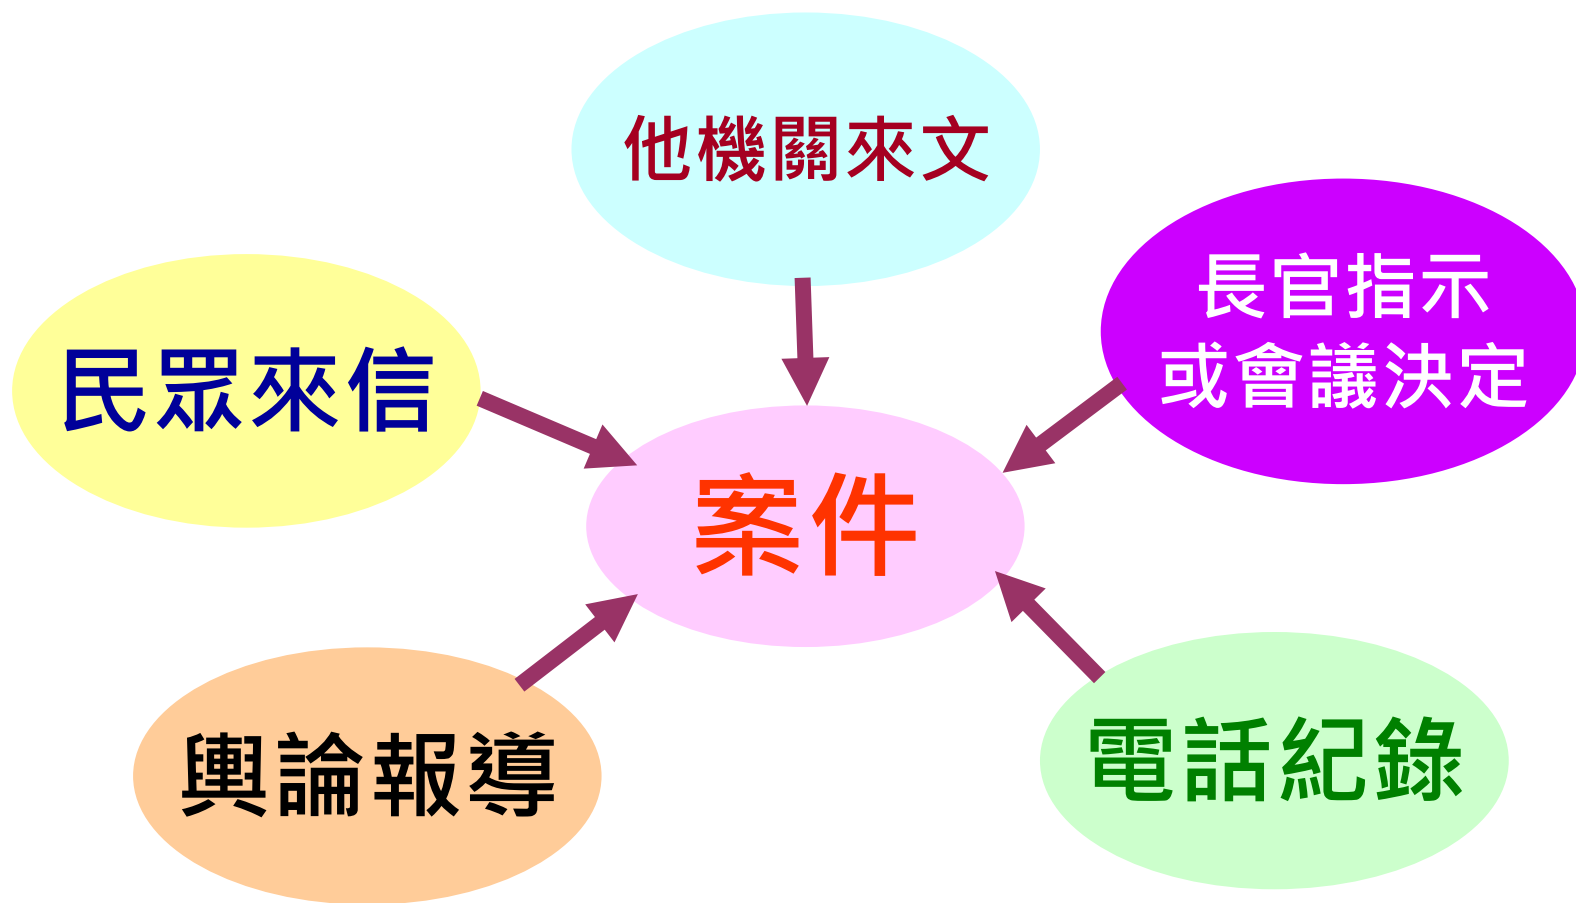 他機關來文
長官指示
或會議決定
民眾來信
案件
輿論報導
電話紀錄